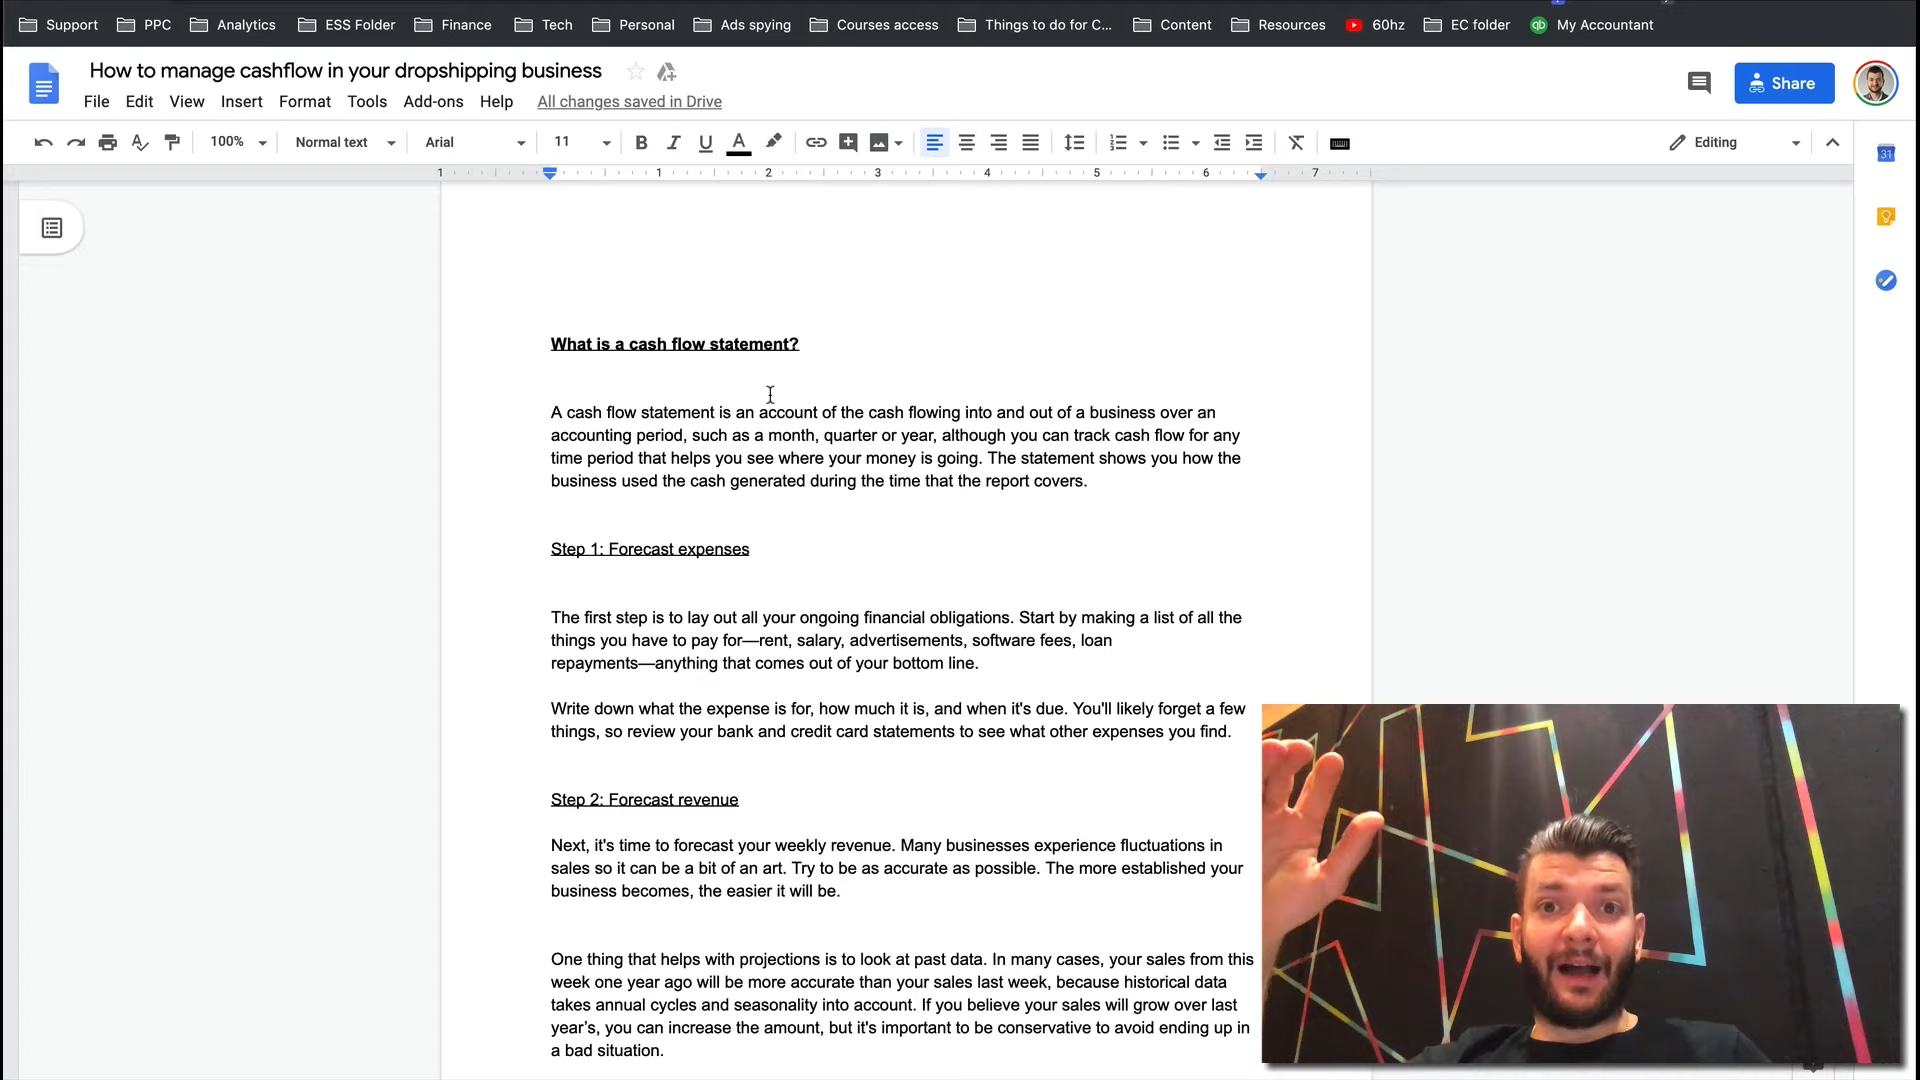 Support PPC Analytics ESS Folder Finance Tech Personal Ads spying Courses access Things to do for C... Content Resources 60hz EC folder qb My Accountant
How to manage cashflow in your dropshipping business
File Edit View Insert Format Tools Add-ons Help All changes saved in Drive
Share
100% Normal text Arial 11 B I U A Editing
1 1 2 3 4 5 6 7
31
What is a cash flow statement?
A cash flow statement is an account of the cash flowing into and out of a business over an
accounting period, such as a month, quarter or year, although you can track cash flow for any
time period that helps you see where your money is going. The statement shows you how the
business used the cash generated during the time that the report covers.
Step 1: Forecast expenses
The first step is to lay out all your ongoing financial obligations. Start by making a list of all the
things you have to pay for—rent, salary, advertisements, software fees, loan
repayments—anything that comes out of your bottom line.
Write down what the expense is for, how much it is, and when it's due. You'll likely forget a few
things, so review your bank and credit card statements to see what other expenses you find.
Step 2: Forecast revenue
Next, it's time to forecast your weekly revenue. Many businesses experience fluctuations in
sales so it can be a bit of an art. Try to be as accurate as possible. The more established your
business becomes, the easier it will be.
One thing that helps with projections is to look at past data. In many cases, your sales from this
week one year ago will be more accurate than your sales last week, because historical data
takes annual cycles and seasonality into account. If you believe your sales will grow over last
year’s, you can increase the amount, but it's important to be conservative to avoid ending up in
a bad situation.